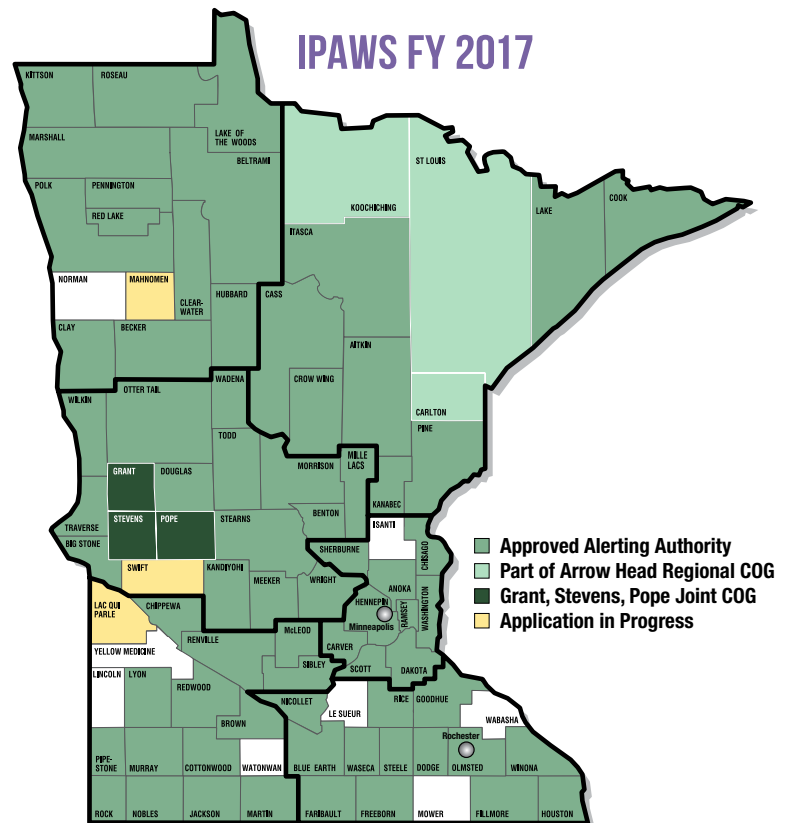 IPAWS FY 2017
KITTSON
ROSEAU
LAKE OF
THE WOODS
MARSHALL
BELTRAMI
POLK
PENNINGTON
RED LAKE
NORMAN
MAHNOMEN
CLEAR-
WATER
HUBBARD
CLAY
BECKER
KOOCHICHING
ST LOUIS
ITASCA
LAKE
COOK
CASS
AITKIN
CROW WING
CARLTON
PINE
WILKIN
OTTER TAIL
WADENA
TODD
GRANT
DOUGLAS
MORRISON
MILLE
LACS
KANABEC
BENTON
TRAVERSE
STEVENS
POPE
STEARNS
BIG STONE
SWIFT
KANDIYOHI
MEEKER
WRIGHT
SHERBURNE
ISANTI
CHISAGO
ANOKA
HENNEPIN
RAMSEY
WASHINGTON
Minneapolis
CARVER
SCOTT
DAKOTA
Approved Alerting Authority
Part of Arrow Head Regional COG
Grant, Stevens, Pope Joint COG
Application in Progress
LAC QUI
PARLE
CHIPPEWA
YELLOW MEDICINE
RENVILLE
McLEOD
SIBLEY
LINCOLN
LYON
REDWOOD
BROWN
NICOLLET
LE SUEUR
RICE
GOODHUE
WABASHA
Rochester
PIPE-
STONE
MURRAY
COTTONWOOD
WATONWAN
BLUE EARTH
WASECA
STEELE
DODGE
OLMSTED
WINONA
ROCK
NOBLES
JACKSON
MARTIN
FARIBAULT
FREEBORN
MOWER
FILLMORE
HOUSTON